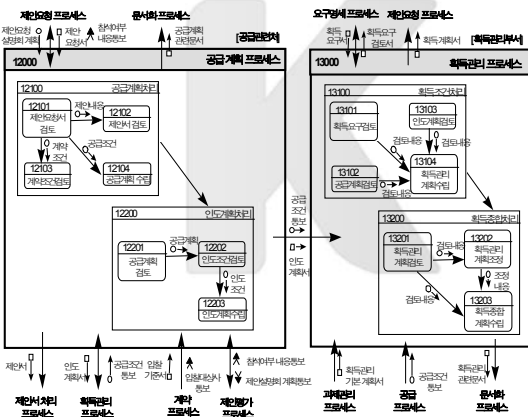 제안요청 프로세스
문서화 프로세스
[공급관리처]
제안요청
설명회 계획
제안
요청서
참석여부
내용통보
공급계획
관련문서
12000
공급 계획 프로세스
12100
공급계획처리
12101
제안요청서
검토
제안내용
12102
제안서 검토
계약
조건
공급조건
12103
계약조건검토
12104
공급계획 수립
12200
인도계획처리
12201
공급계획
검토
공급계획
12202
인도조건검토
인도
조건
12203
인도계획수립
제안서
인도
계획서
공급조건
통보
입찰
기준서
입찰대상사
통보
참석여부 내용통보
제안설명회 계획통보
제안서 처리
프로세스
획득관리
프로세스
계약
프로세스
제안평가
프로세스
공급
조건
통보
인도
계획서
요구명세 프로세스
제안요청 프로세스
[획득관리부서]
획득
요구서
획득요구
검토서
획득 계획서
13000
획득관리 프로세스
13100
획득조건처리
13101
획득요구검토
13103
인도계획검토
검토내용
검토내용
13102
공급계획검토
검토내용
13104
획득관리
계획수립
13200
획득종합처리
13201
획득관리
계획검토
검토내용
13202
획득관리
계획조정
검토내용
조정
내용
13203
획득종합
계획수립
획득관리
기본 계획서
공급조건
통보
획득관리
관련문서
과제관리
프로세스
공급
프로세스
문서화
프로세스